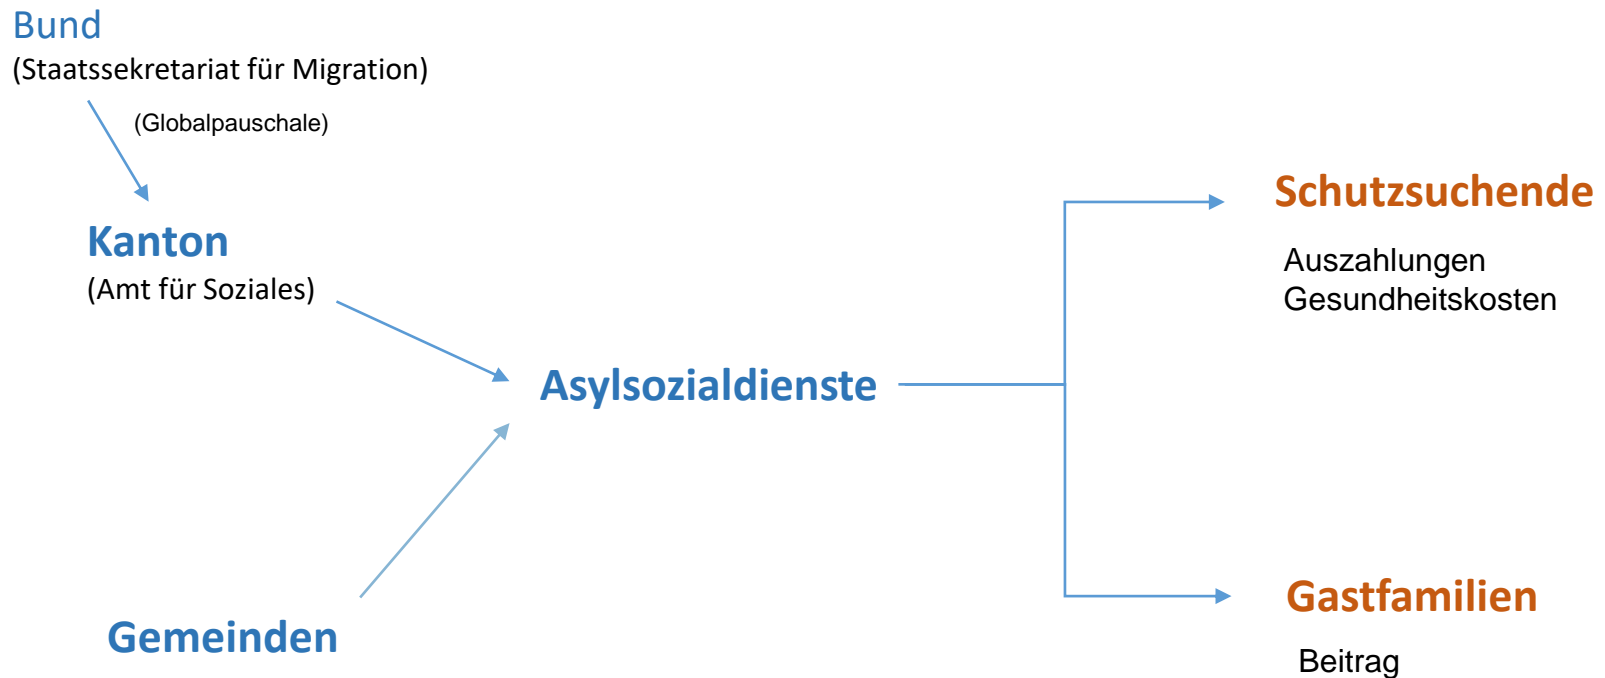 Bund
(Staatssekretariat für Migration)
(Globalpauschale)
Kanton
(Amt für Soziales)
Asylsozialdienste
Gemeinden
Schutzsuchende
Auszahlungen
Gesundheitskosten
Gastfamilien
Beitrag